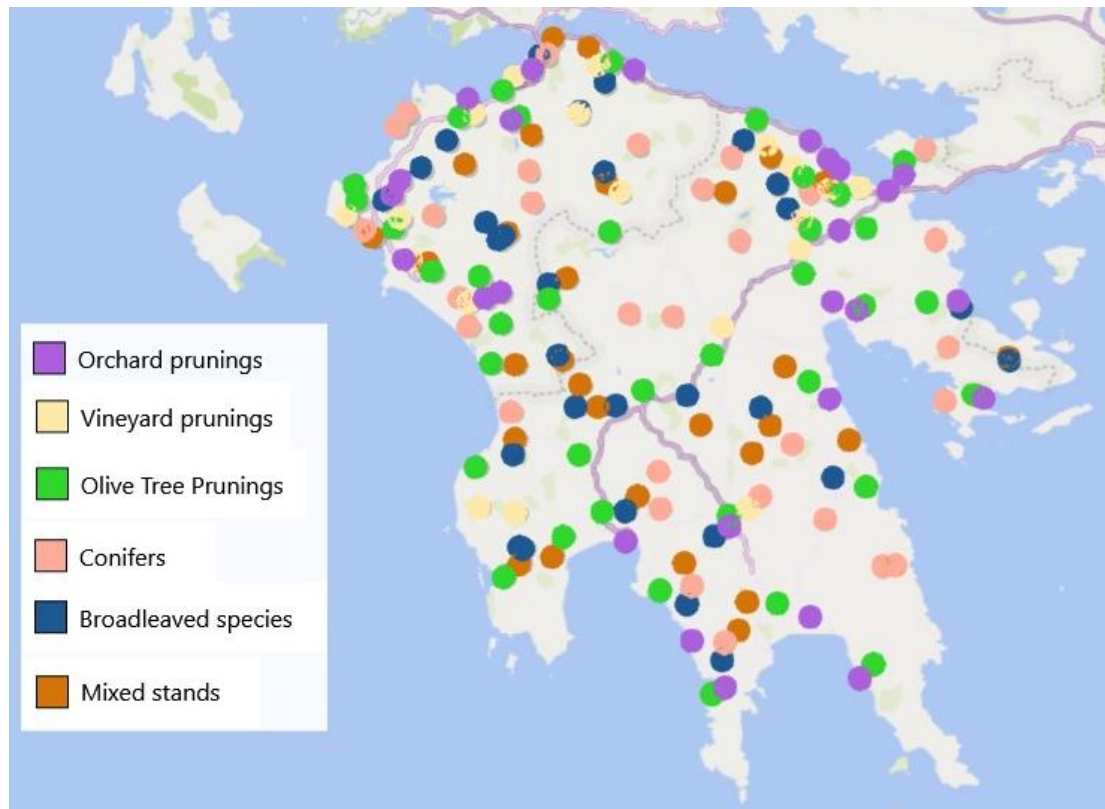 Orchard prunings
Vineyard prunings
Olive Tree Prunings
Conifers
Broadleaved species
Mixed stands